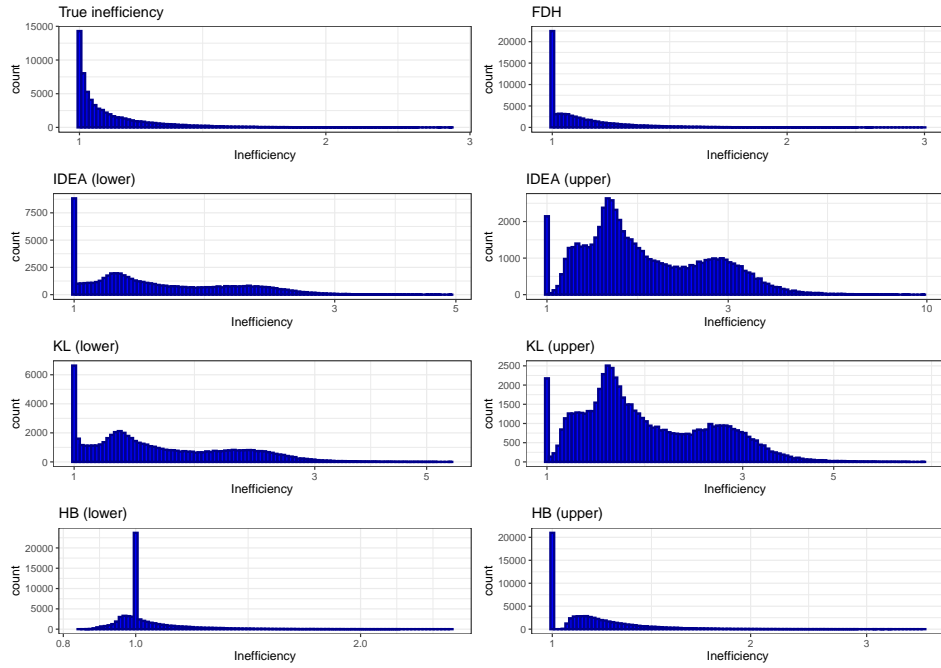 True inefficiency
15000
10000
5000
0
count
1
2
3
Inefficiency
FDH
20000
15000
10000
5000
0
count
1
2
3
Inefficiency
IDEA (lower)
7500
5000
2500
0
count
1
3
5
Inefficiency
IDEA (upper)
2000
1000
0
count
1
3
10
Inefficiency
KL (lower)
6000
4000
2000
0
count
1
3
5
Inefficiency
KL (upper)
2500
2000
1500
1000
500
0
count
1
3
5
Inefficiency
HB (lower)
20000
15000
10000
5000
0
count
0.8
1.0
2.0
Inefficiency
HB (upper)
20000
15000
10000
5000
0
count
1
2
3
Inefficiency